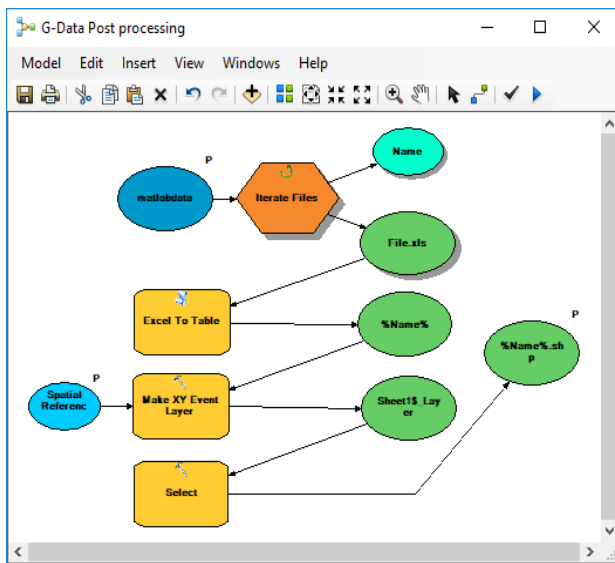 G-Data Post processing
Model Edit Insert View Windows Help
P
Name
matlabdata
Iterate Files
File.xls
Excel To Table
%Name%
P
%Name%.sh
p
P
Spatial
Referenc
Make XY Event
Layer
Sheet1$_Lay
er
Select